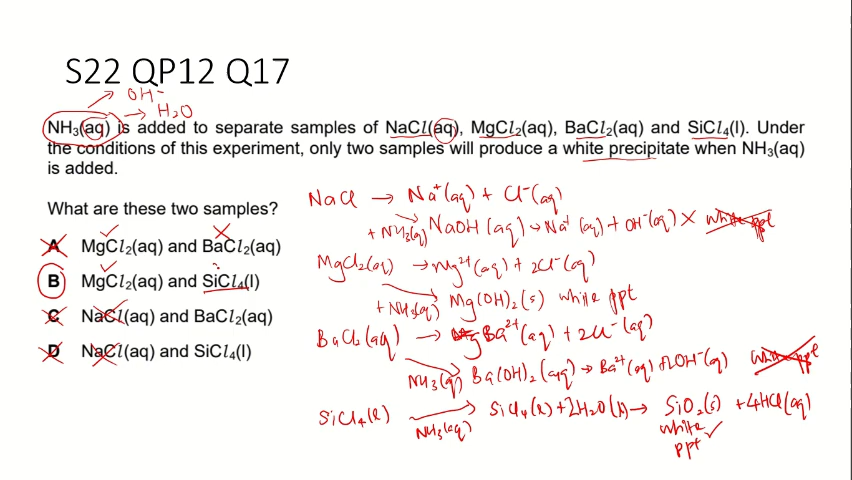 S22 QP12 Q17
OH⁻
→ H₂O
NH₃(aq) is added to separate samples of NaCl(aq), MgCl₂(aq), BaCl₂(aq) and SiCl₄(l). Under
the conditions of this experiment, only two samples will produce a white precipitate when NH₃(aq)
is added.
What are these two samples?
A MgCl₂(aq) and BaCl₂(aq)
B MgCl₂(aq) and SiCl₄(l)
C NaCl(aq) and BaCl₂(aq)
D NaCl(aq) and SiCl₄(l)
NaCl → Na⁺(aq) + Cl⁻(aq)
+ NH₃(aq) NaOH (aq) → Na⁺(aq) + OH⁻(aq) × white ppt
MgCl₂(aq) → Mg²⁺(aq) + 2Cl⁻(aq)
+ NH₃(aq) Mg(OH)₂(s) white ppt
BaCl₂(aq) → Ba²⁺(aq) + 2Cl⁻(aq)
NH₃(aq) Ba(OH)₂(aq) → Ba²⁺(aq) + 2OH⁻(aq) white ppt
SiCl₄(l) → SiCl₄(l) + 2H₂O(l) → SiO₂(s) + 4HCl(aq)
NH₃(aq) white
ppt ✓